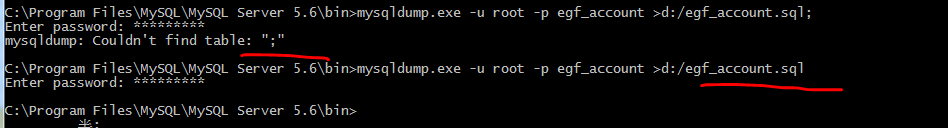 C:\Program Files\MySQL\MySQL Server 5.6\bin>mysqldump.exe -u root -p egf_account >d:/egf_account.sql;
Enter password: *********
mysqldump: Couldn't find table: ";"
C:\Program Files\MySQL\MySQL Server 5.6\bin>mysqldump.exe -u root -p egf_account >d:/egf_account.sql
Enter password: *********
C:\Program Files\MySQL\MySQL Server 5.6\bin>
半: